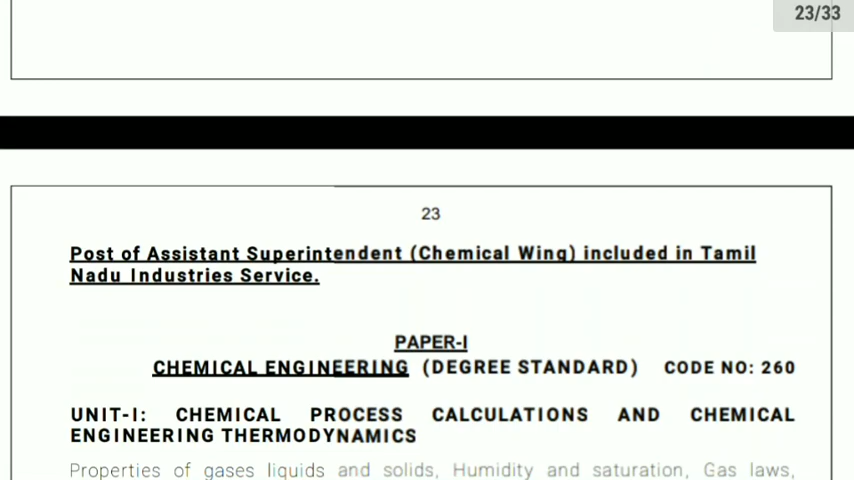 23/33
23
Post of Assistant Superintendent (Chemical Wing) included in Tamil
Nadu Industries Service.
PAPER-I
CHEMICAL ENGINEERING (DEGREE STANDARD) CODE NO: 260
UNIT-I: CHEMICAL PROCESS CALCULATIONS AND CHEMICAL
ENGINEERING THERMODYNAMICS
Properties of gases liquids and solids, Humidity and saturation, Gas laws,